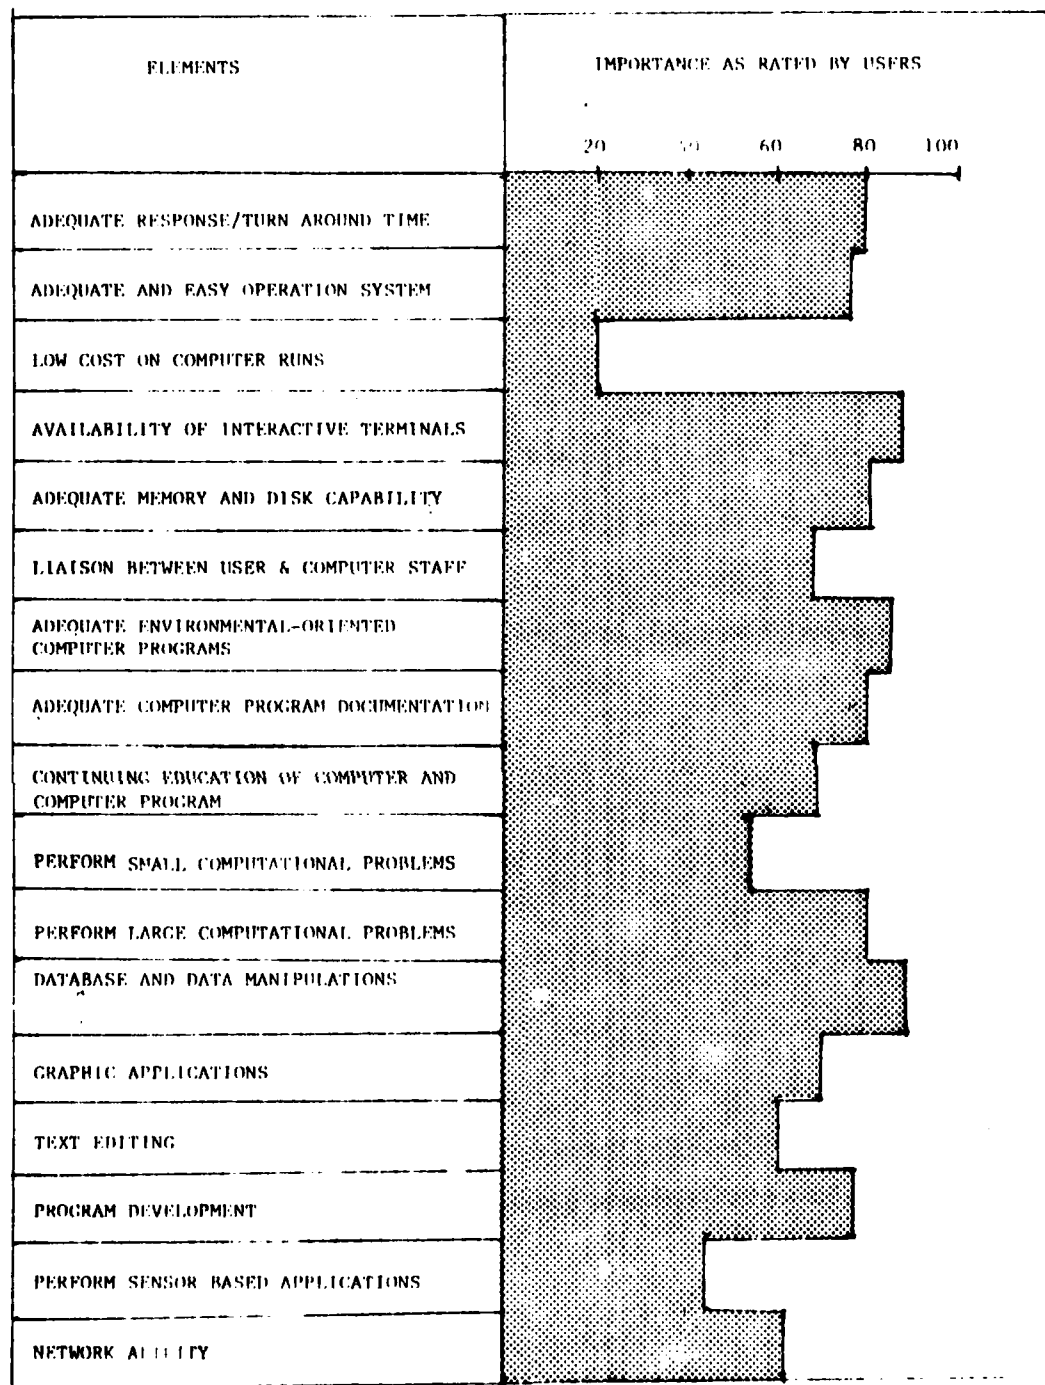 ELEMENTS
IMPORTANCE AS RATED BY USERS
20 60 80 100
ADEQUATE RESPONSE/TURN AROUND TIME
ADEQUATE AND EASY OPERATION SYSTEM
LOW COST ON COMPUTER RUNS
AVAILABILITY OF INTERACTIVE TERMINALS
ADEQUATE MEMORY AND DISK CAPABILITY
LIAISON BETWEEN USER & COMPUTER STAFF
ADEQUATE ENVIRONMENTAL-ORIENTED
COMPUTER PROGRAMS
ADEQUATE COMPUTER PROGRAM DOCUMENTATION
CONTINUING EDUCATION OF COMPUTER AND
COMPUTER PROGRAM
PERFORM SMALL COMPUTATIONAL PROBLEMS
PERFORM LARGE COMPUTATIONAL PROBLEMS
DATABASE AND DATA MANIPULATIONS
GRAPHIC APPLICATIONS
TEXT EDITING
PROGRAM DEVELOPMENT
PERFORM SENSOR BASED APPLICATIONS
NETWORK